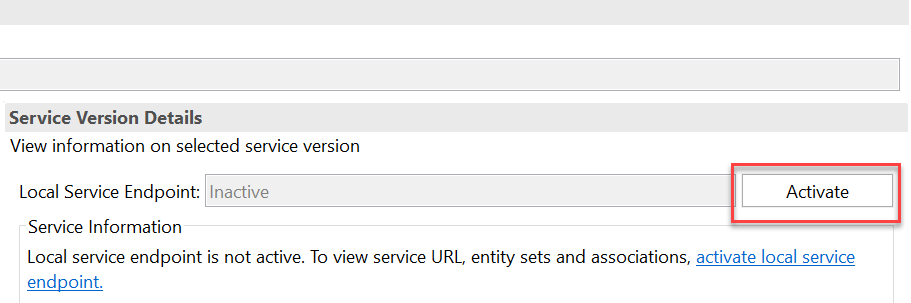 Service Version Details
View information on selected service version
Local Service Endpoint: Inactive Activate
Service Information
Local service endpoint is not active. To view service URL, entity sets and associations, activate local service
endpoint.